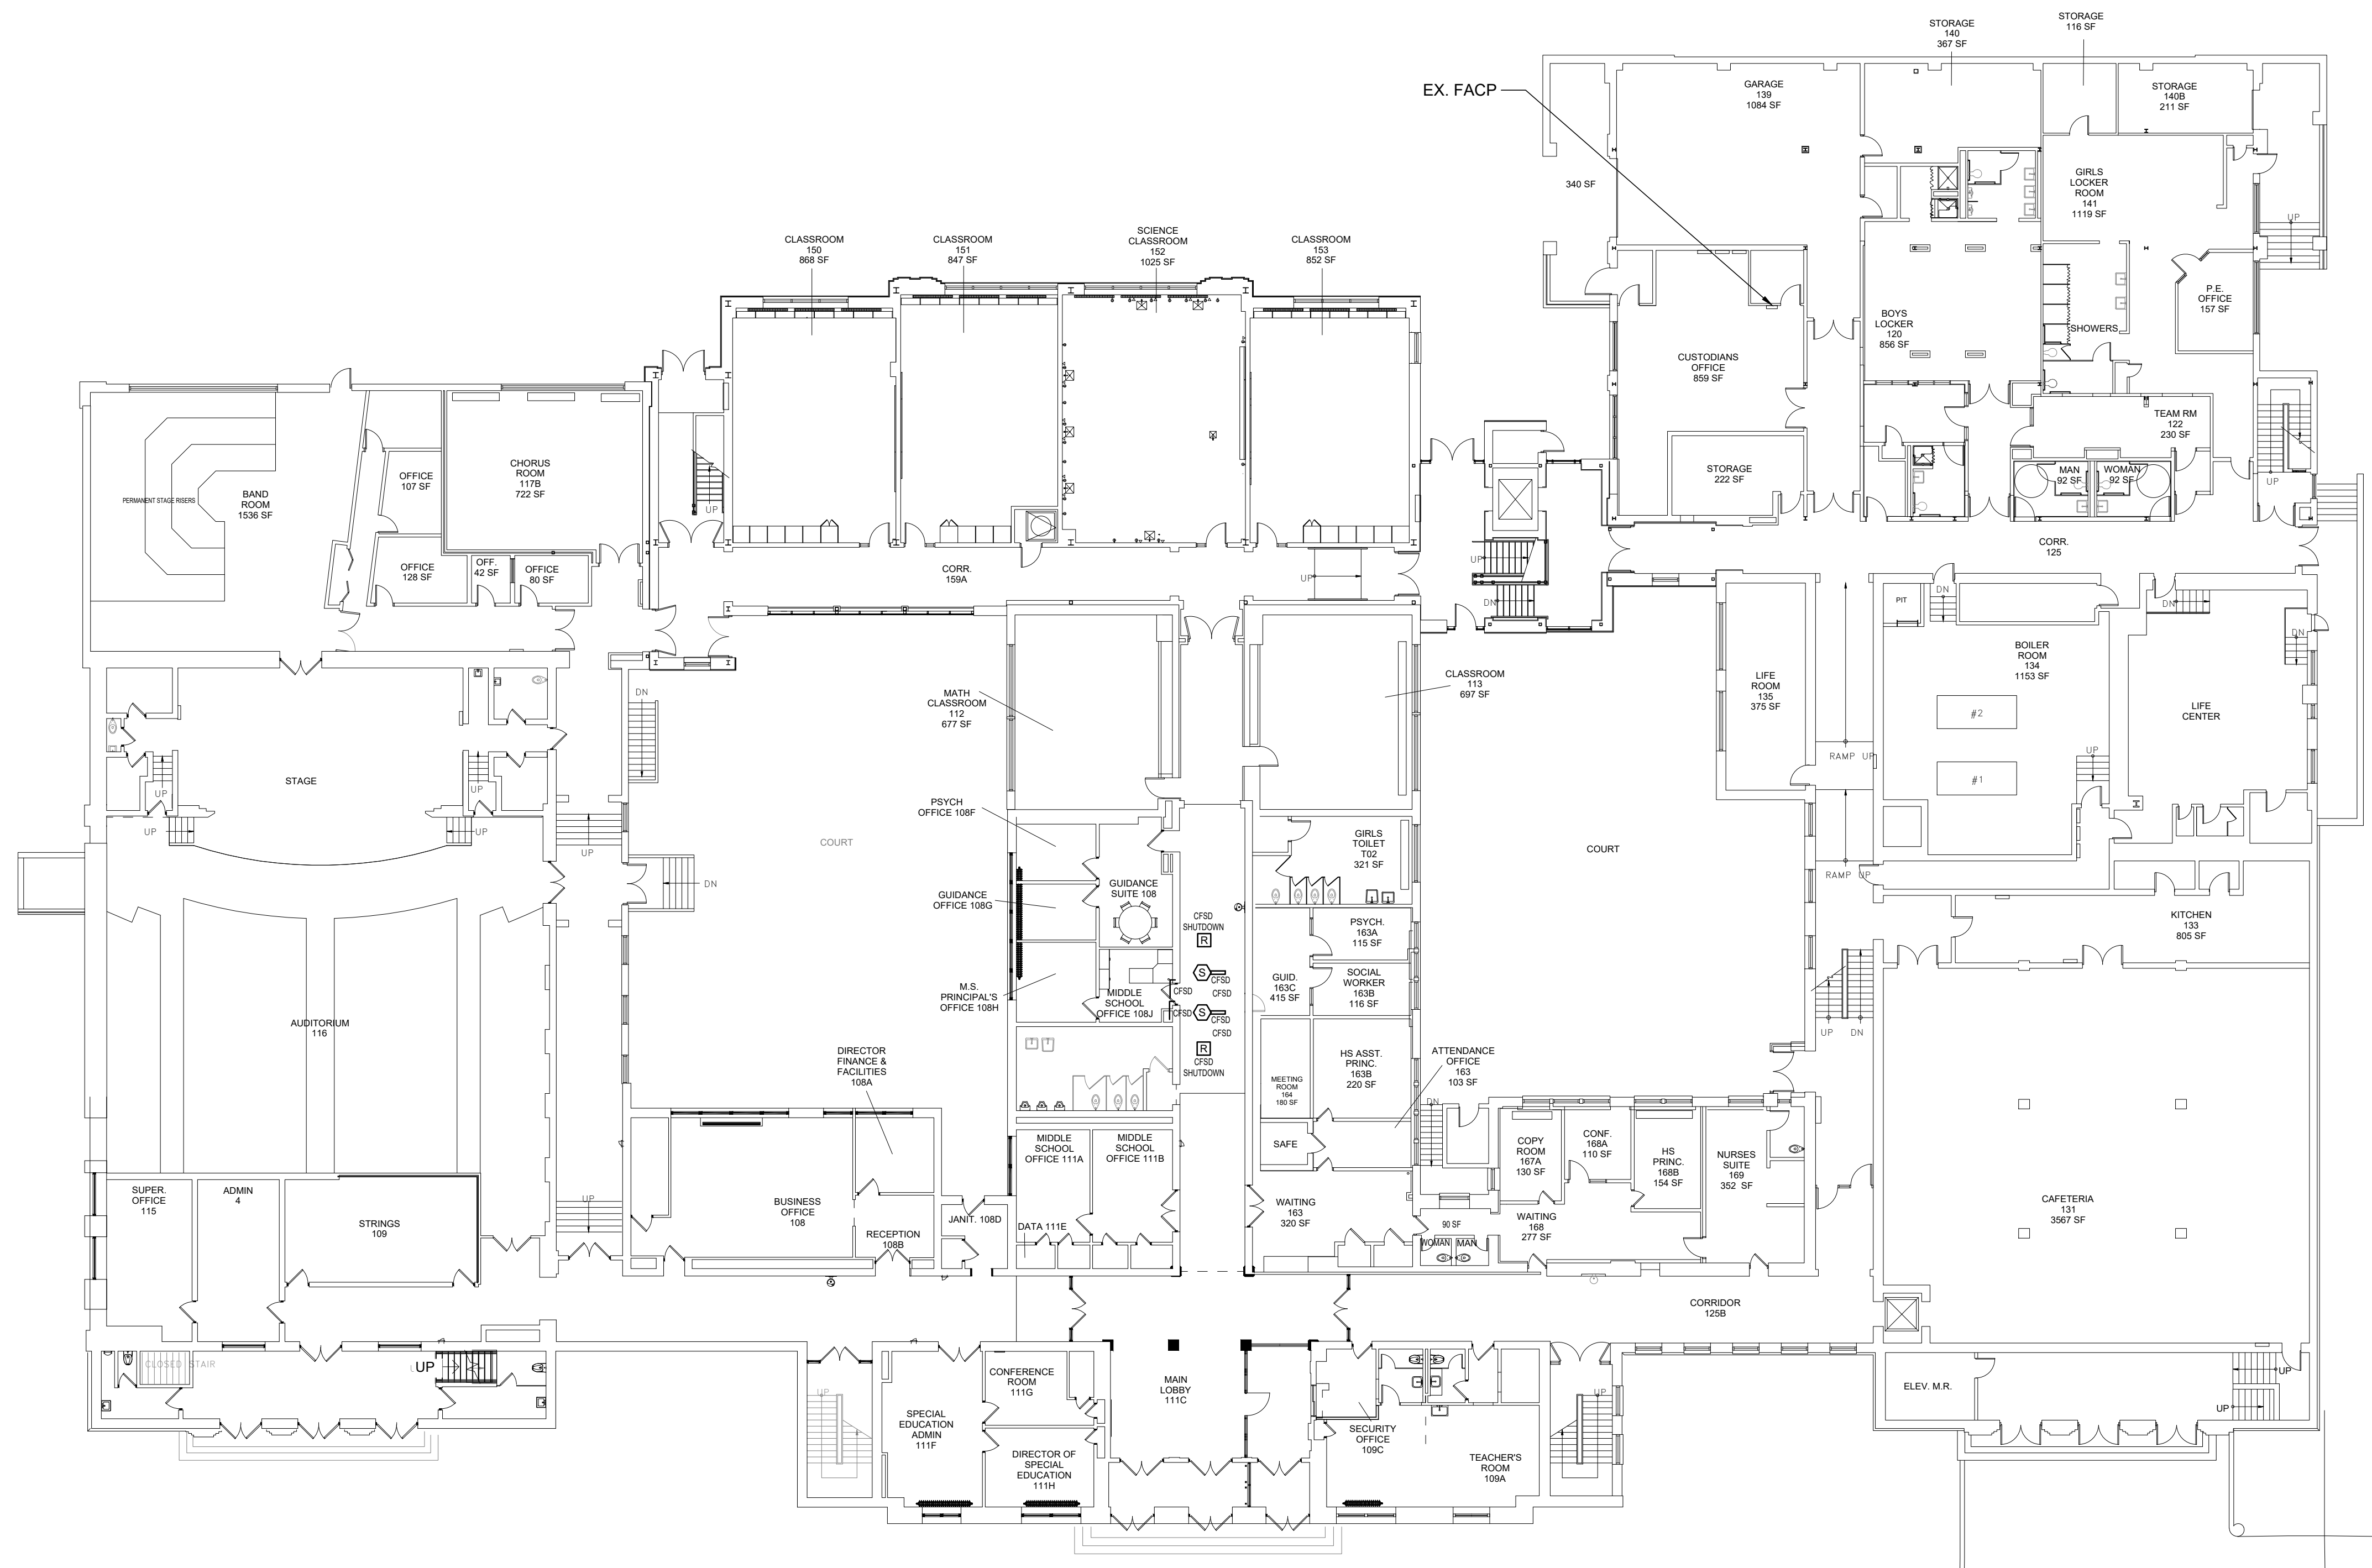 STORAGE
116 SF
STORAGE
140
367 SF
EX. FACP
GARAGE
139
1084 SF
STORAGE
140B
211 SF
340 SF
GIRLS
LOCKER
ROOM
141
1119 SF
UP
CLASSROOM
150
868 SF
CLASSROOM
151
847 SF
SCIENCE
CLASSROOM
152
1025 SF
CLASSROOM
153
852 SF
P.E.
OFFICE
157 SF
BOYS
LOCKER
120
856 SF
SHOWERS
CUSTODIANS
OFFICE
859 SF
TEAM RM
122
230 SF
STORAGE
222 SF
MAN
92 SF
WOMAN
92 SF
UP
PERMANENT STAGE RISERS
BAND
ROOM
1536 SF
OFFICE
107 SF
CHORUS
ROOM
117B
722 SF
UP
OFFICE
128 SF
OFF.
42 SF
OFFICE
80 SF
CORR.
159A
UP
UP
DN
CORR.
125
PIT
DN
DN
DN
BOILER
ROOM
134
1153 SF
#2
#1
UP
LIFE
CENTER
LIFE
ROOM
135
375 SF
RAMP UP
RAMP UP
MATH
CLASSROOM
112
677 SF
CLASSROOM
113
697 SF
DN
STAGE
UP
UP
UP
UP
UP
DN
COURT
COURT
PSYCH
OFFICE 108F
GUIDANCE
OFFICE 108G
GUIDANCE
SUITE 108
M.S.
PRINCIPAL'S
OFFICE 108H
MIDDLE
SCHOOL
OFFICE 108J
GIRLS
TOILET
T02
321 SF
CFSD
SHUTDOWN
R
S
CFSD
CFSD
CFSD
S
CFSD
CFSD
CFSD
R
CFSD
SHUTDOWN
PSYCH.
163A
115 SF
GUID.
163C
415 SF
SOCIAL
WORKER
163B
116 SF
KITCHEN
133
805 SF
UP
DN
AUDITORIUM
116
DIRECTOR
FINANCE &
FACILITIES
108A
HS ASST.
PRINC.
163B
220 SF
MEETING
ROOM
164
180 SF
ATTENDANCE
OFFICE
163
103 SF
DN
SAFE
MIDDLE
SCHOOL
OFFICE 111A
MIDDLE
SCHOOL
OFFICE 111B
COPY
ROOM
167A
130 SF
CONF.
168A
110 SF
HS
PRINC.
168B
154 SF
NURSES
SUITE
169
352 SF
SUPER.
OFFICE
115
ADMIN
4
STRINGS
109
UP
BUSINESS
OFFICE
108
RECEPTION
108B
JANIT. 108D
DATA 111E
WAITING
163
320 SF
90 SF
WOMAN
MAN
WAITING
168
277 SF
CAFETERIA
131
3567 SF
CORRIDOR
125B
CLOSED STAIR
UP
UP
CONFERENCE
ROOM
111G
SPECIAL
EDUCATION
ADMIN
111F
DIRECTOR OF
SPECIAL
EDUCATION
111H
MAIN
LOBBY
111C
SECURITY
OFFICE
109C
TEACHER'S
ROOM
109A
UP
ELEV. M.R.
UP
UP